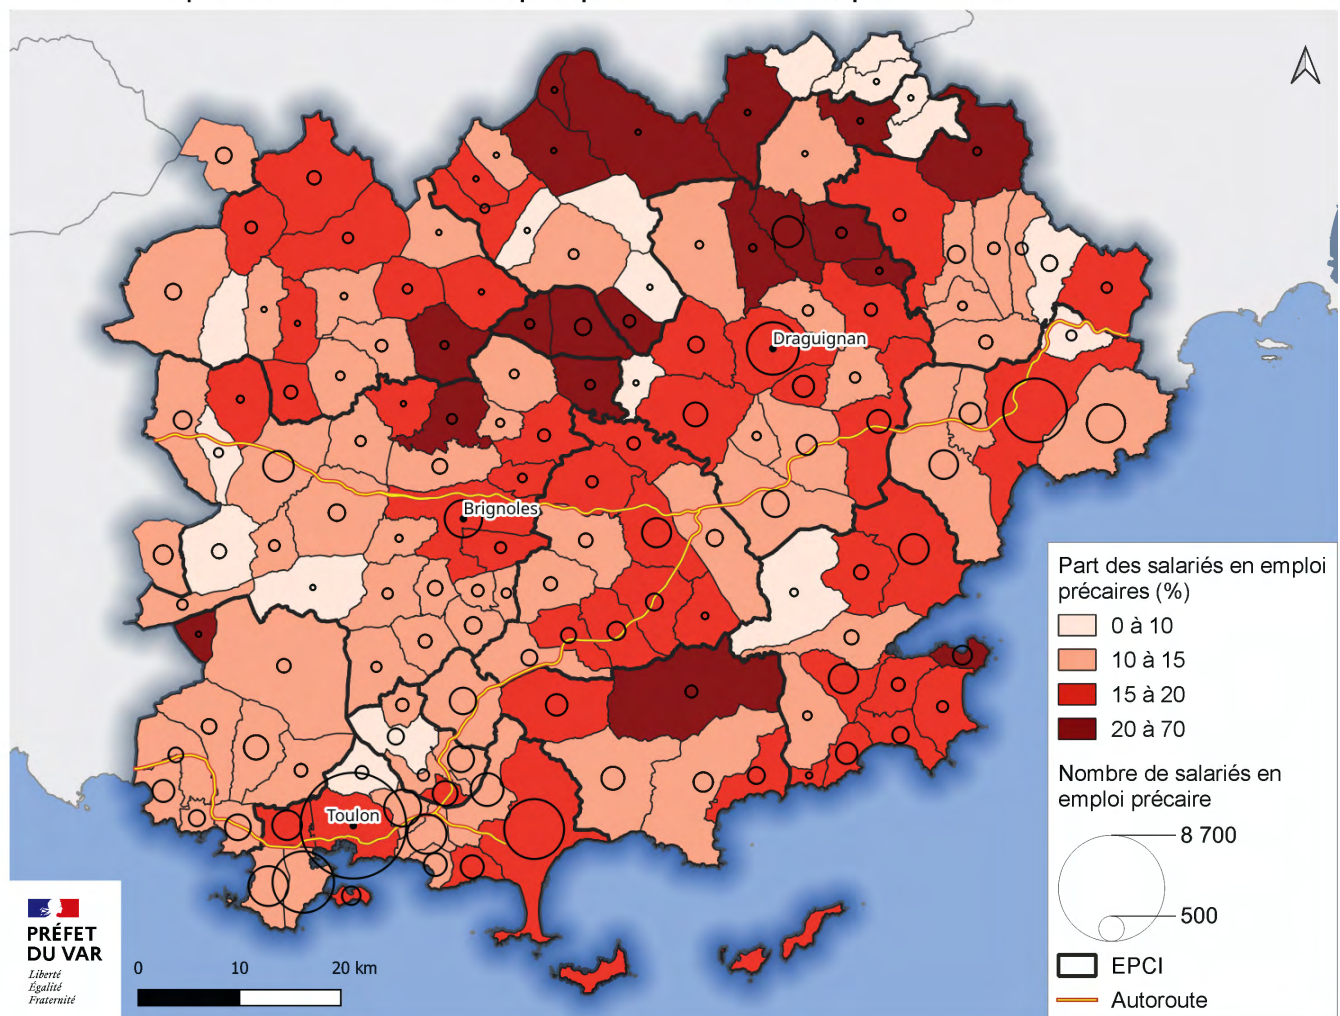 Draguignan
Brignoles
Toulon
Part des salariés en emploi
précaires (%)
0 à 10
10 à 15
15 à 20
20 à 70
Nombre de salariés en
emploi précaire
8 700
500
EPCI
Autoroute
PRÉFET
DU VAR
Liberté
Égalité
Fraternité
0 10 20 km